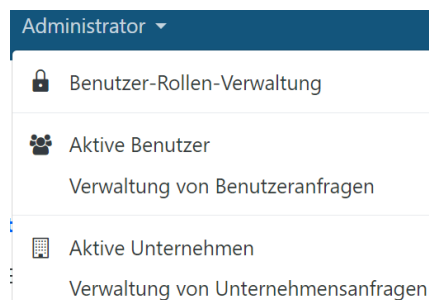 Administrator
Benutzer-Rollen-Verwaltung
Aktive Benutzer
Verwaltung von Benutzeranfragen
Aktive Unternehmen
Verwaltung von Unternehmensanfragen